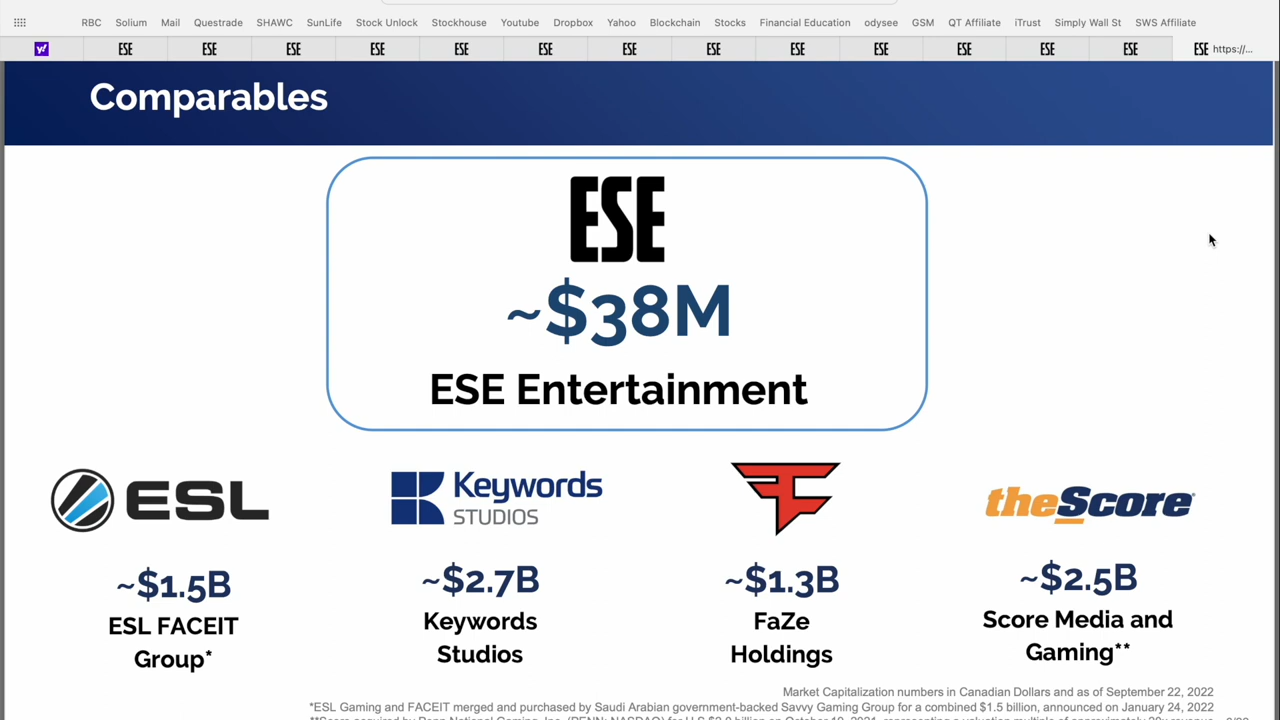 RBC Solium Mail Questrade SHAWC SunLife Stock Unlock Stockhouse Youtube Dropbox Yahoo Blockchain Stocks Financial Education odysee GSM QT Affiliate iTrust Simply Wall St SWS Affiliate
y! ESE ESE ESE ESE ESE ESE ESE ESE ESE ESE ESE ESE ESE ESE https://...
Comparables
ESE
~$38M
ESE Entertainment
ESL Keywords STUDIOS theScore
~$1.5B ~$2.7B ~$1.3B ~$2.5B
ESL FACEIT Keywords FaZe Score Media and
Group* Studios Holdings Gaming**
Market Capitalization numbers in Canadian Dollars and as of September 22, 2022
*ESL Gaming and FACEIT merged and purchased by Saudi Arabian government-backed Savvy Gaming Group for a combined $1.5 billion, announced on January 24, 2022